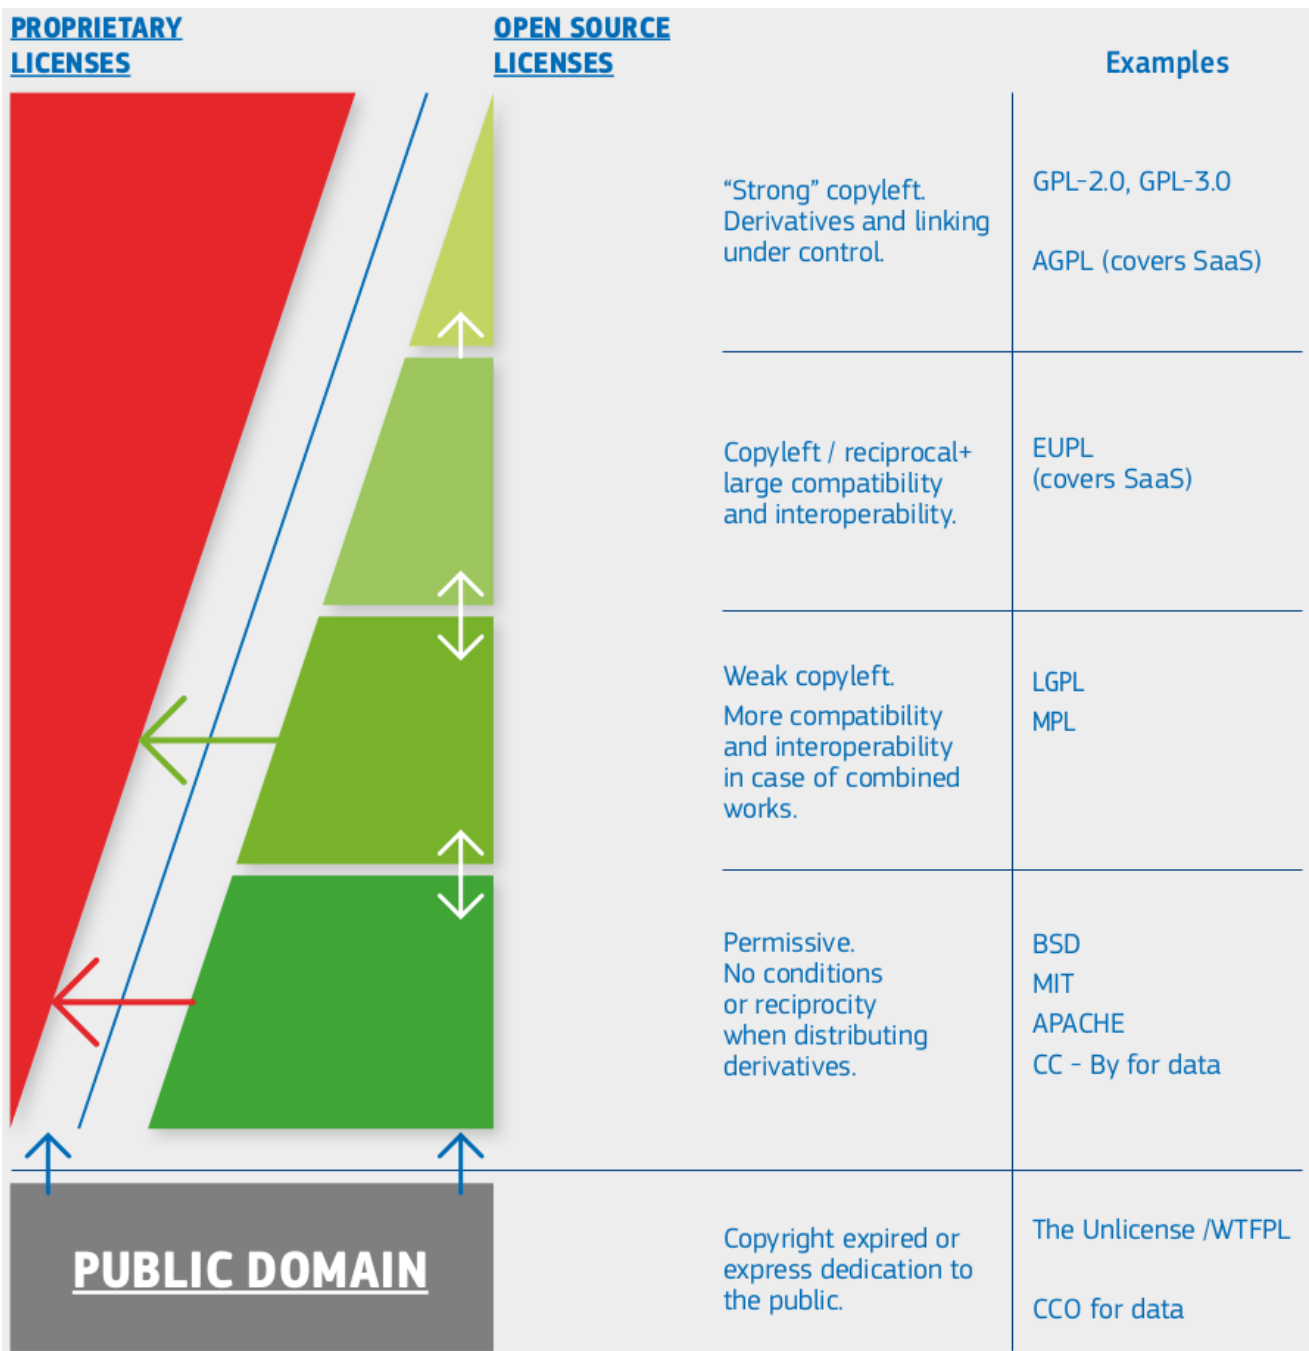 PROPRIETARY
LICENSES
OPEN SOURCE
LICENSES
Examples
“Strong” copyleft.
Derivatives and linking
under control.
GPL-2.0, GPL-3.0
AGPL (covers SaaS)
Copyleft / reciprocal+
large compatibility
and interoperability.
EUPL
(covers SaaS)
Weak copyleft.
More compatibility
and interoperability
in case of combined
works.
LGPL
MPL
Permissive.
No conditions
or reciprocity
when distributing
derivatives.
BSD
MIT
APACHE
CC - By for data
PUBLIC DOMAIN
Copyright expired or
express dedication to
the public.
The Unlicense /WTFPL
CCO for data